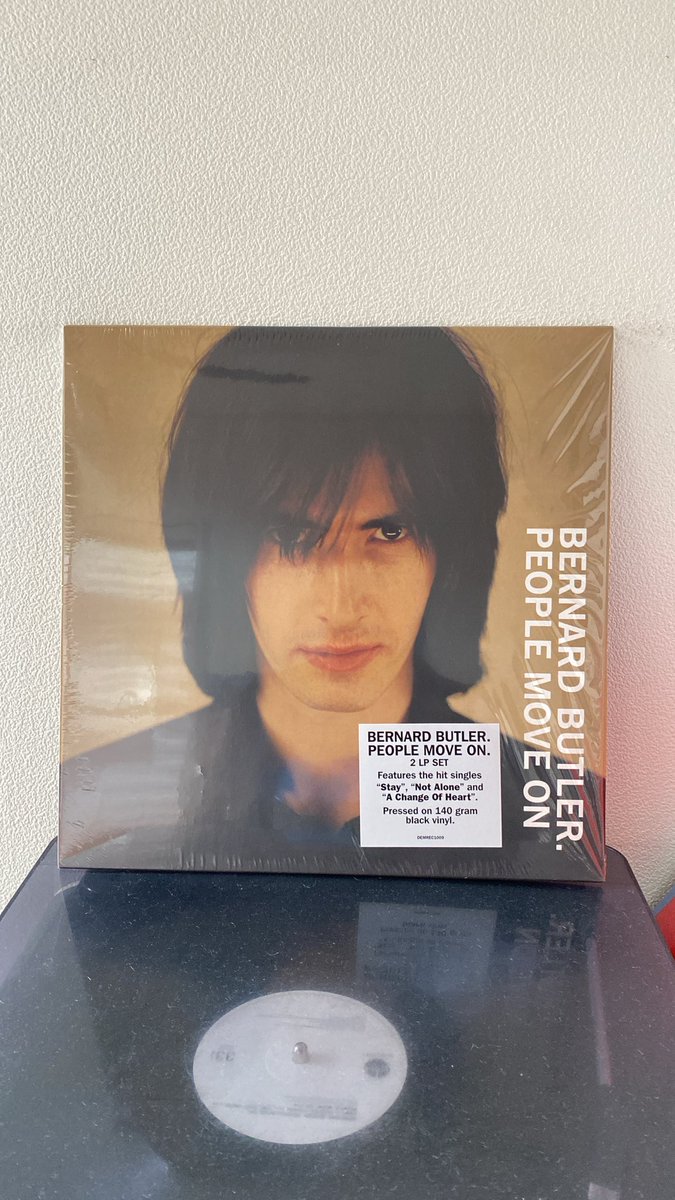 BERNARD BUTLER.
PEOPLE MOVE ON
BERNARD BUTLER.
PEOPLE MOVE ON.
2 LP SET
Features the hit singles
“Stay”, “Not Alone” and
“A Change Of Heart”.
Pressed on 140 gram
black vinyl.
DEMREC1009